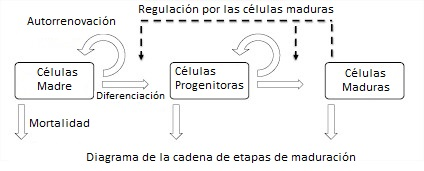 Regulación por las células maduras
Autorrenovación
Células
Madre
Diferenciación
Células
Progenitoras
Células
Maduras
Mortalidad
Diagrama de la cadena de etapas de maduración